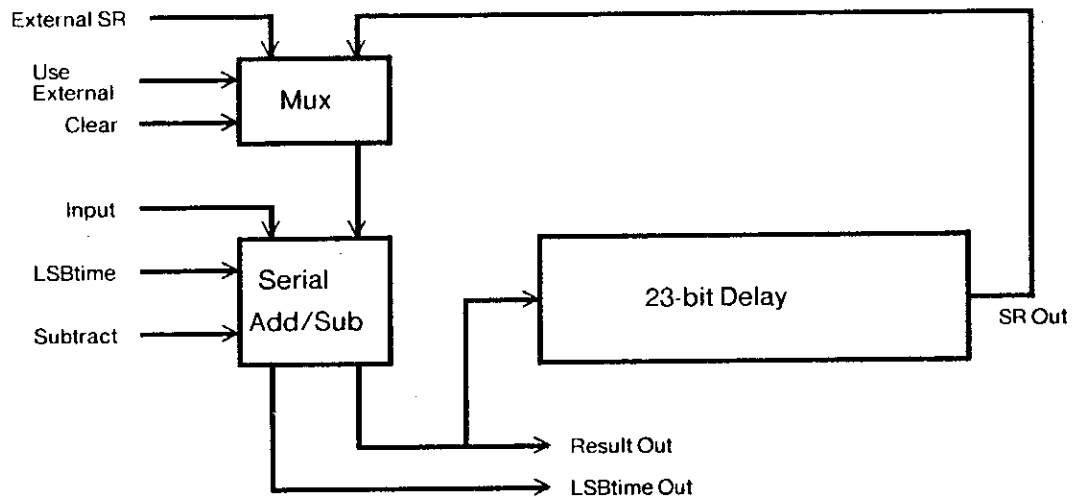 External SR
Use
External
Clear
Mux
Input
LSBtime
Subtract
Serial
Add/Sub
23-bit Delay
SR Out
Result Out
LSBtime Out